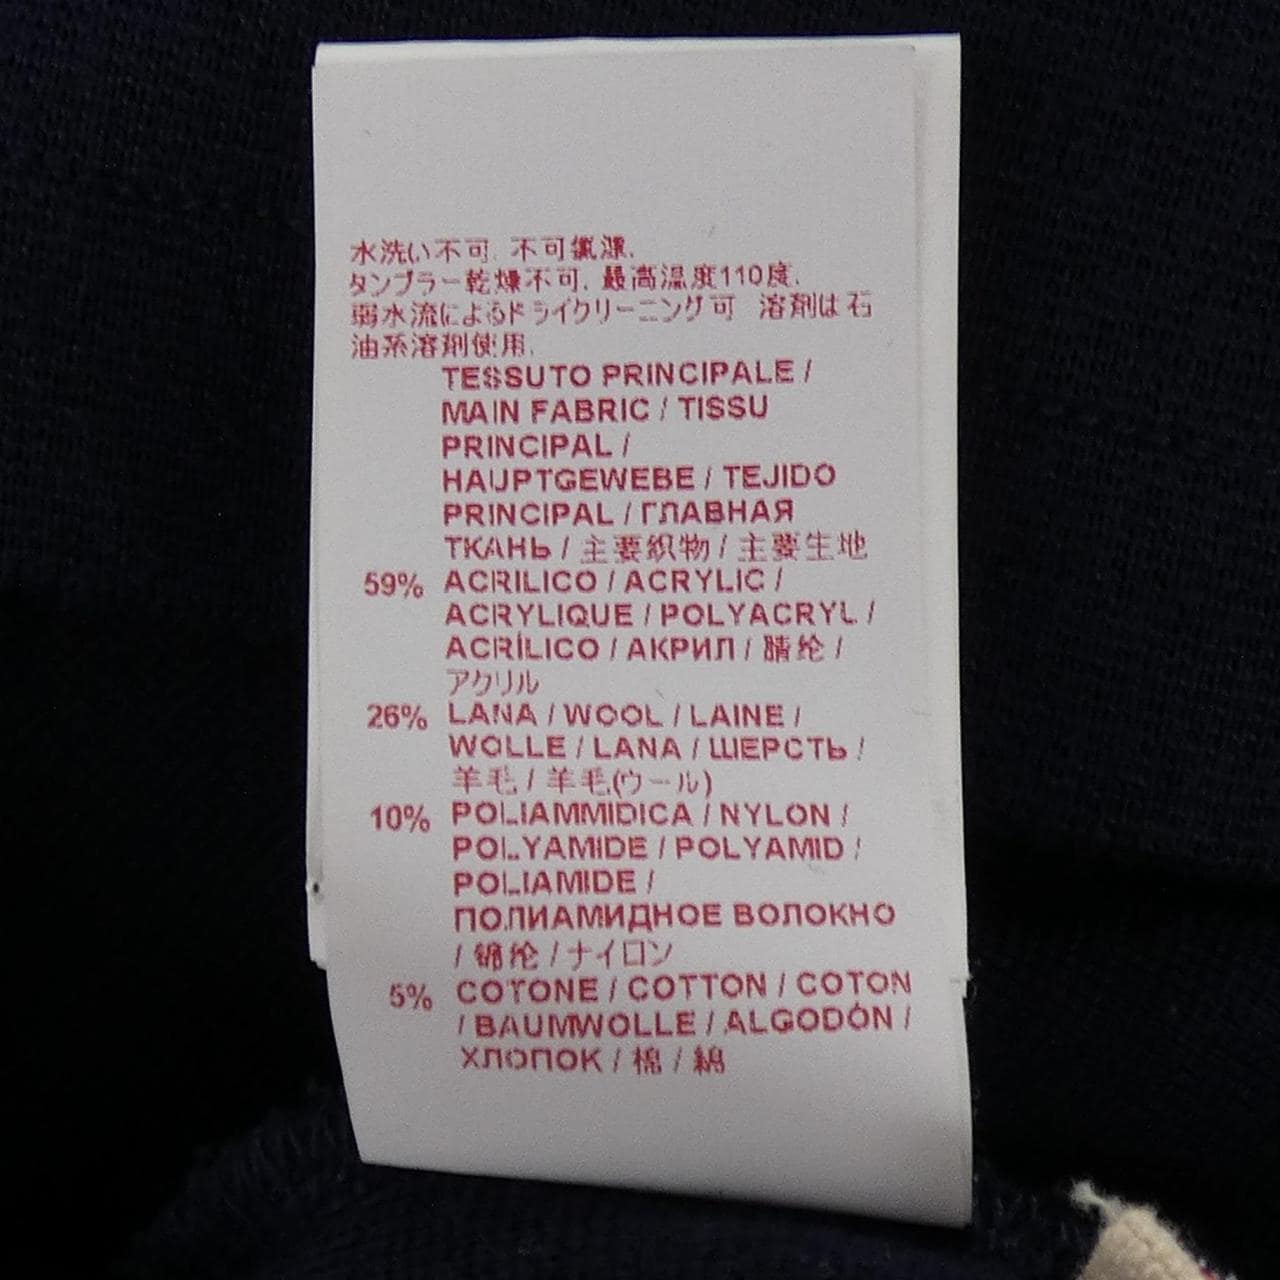 水洗い不可. 不可氯漂.
タンブラー乾燥不可. 最高温度110度.
弱水流によるドライクリーニング可 溶剤は石
油系溶剤使用.
TESSUTO PRINCIPALE /
MAIN FABRIC / TISSU
PRINCIPAL /
HAUPTGEWEBE / TEJIDO
PRINCIPAL / ГЛАВНАЯ
ТКАНЬ / 主要织物 / 主要生地
59% ACRILICO / ACRYLIC /
ACRYLIQUE / POLYACRYL /
ACRÍLICO / АКРИЛ / 腈纶 /
アクリル
26% LANA / WOOL / LAINE /
WOLLE / LANA / ШЕРСТЬ /
羊毛 / 羊毛(ウール)
10% POLIAMMIDICA / NYLON /
POLYAMIDE / POLYAMID /
POLIAMIDE /
ПОЛИАМИДНОЕ ВОЛОКНО
/ 锦纶 / ナイロン
5% COTONE / COTTON / COTON
/ BAUMWOLLE / ALGODÓN /
ХЛОПОК / 棉 / 綿